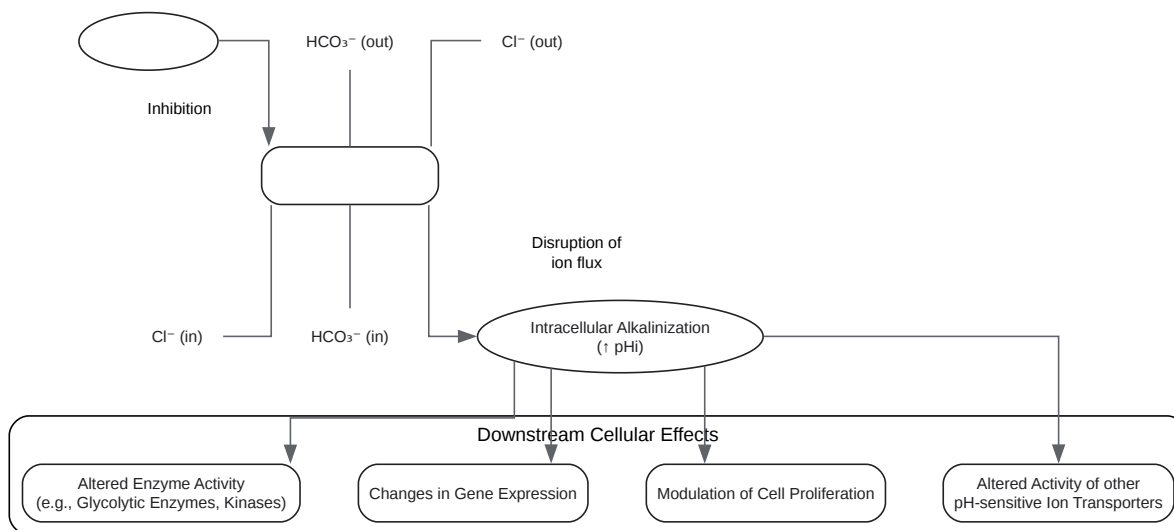 HCO₃⁻ (out)
Cl⁻ (out)
Inhibition
Disruption of
ion flux
Cl⁻ (in)
HCO₃⁻ (in)
Intracellular Alkalinization
(↑ pHi)
Downstream Cellular Effects
Altered Enzyme Activity
(e.g., Glycolytic Enzymes, Kinases)
Changes in Gene Expression
Modulation of Cell Proliferation
Altered Activity of other
pH-sensitive Ion Transporters